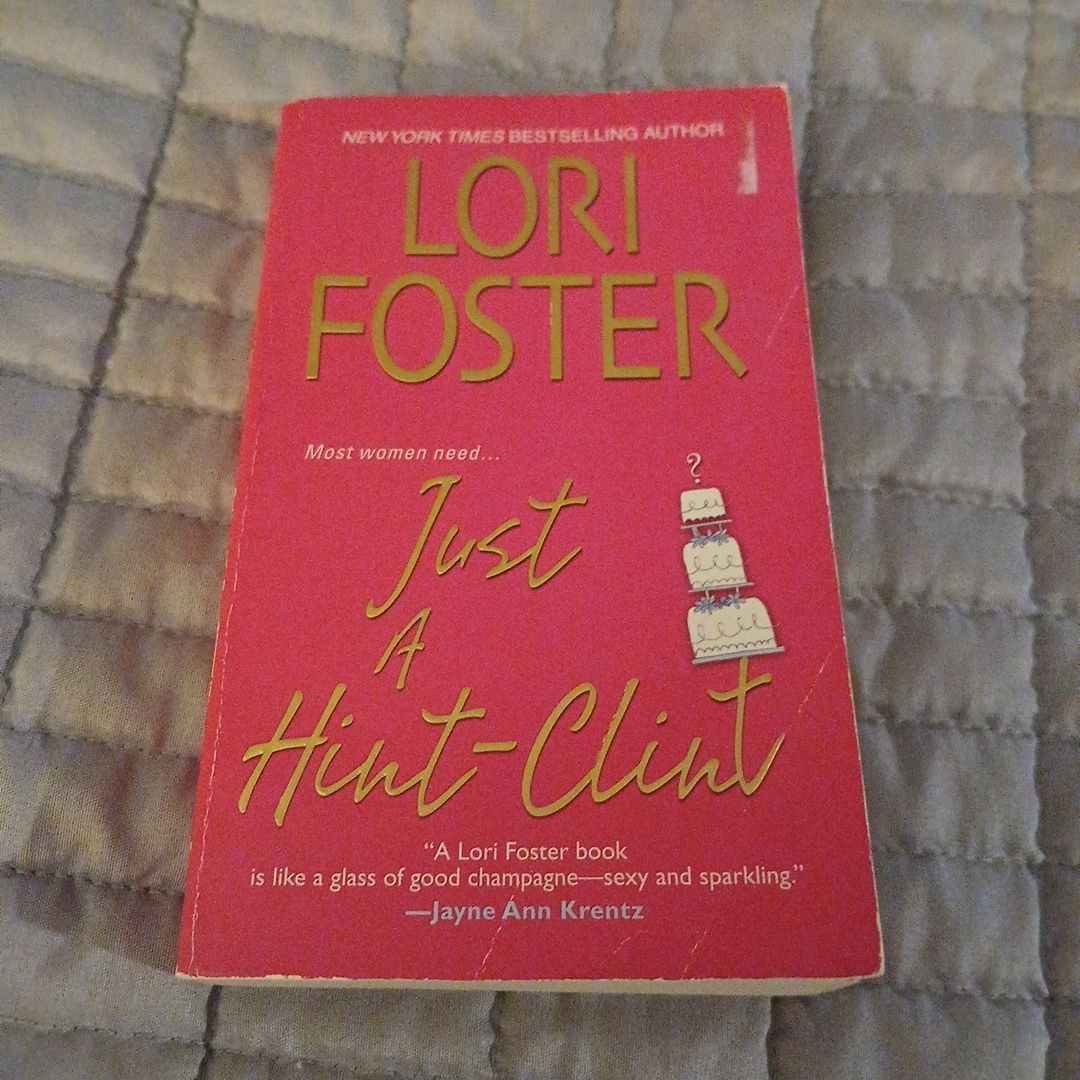 NEW YORK TIMES BESTSELLING AUTHOR
LORI
FOSTER
Most women need...
?
Just
A
Hint-Clint
“A Lori Foster book
is like a glass of good champagne—sexy and sparkling.”
—Jayne Ann Krentz